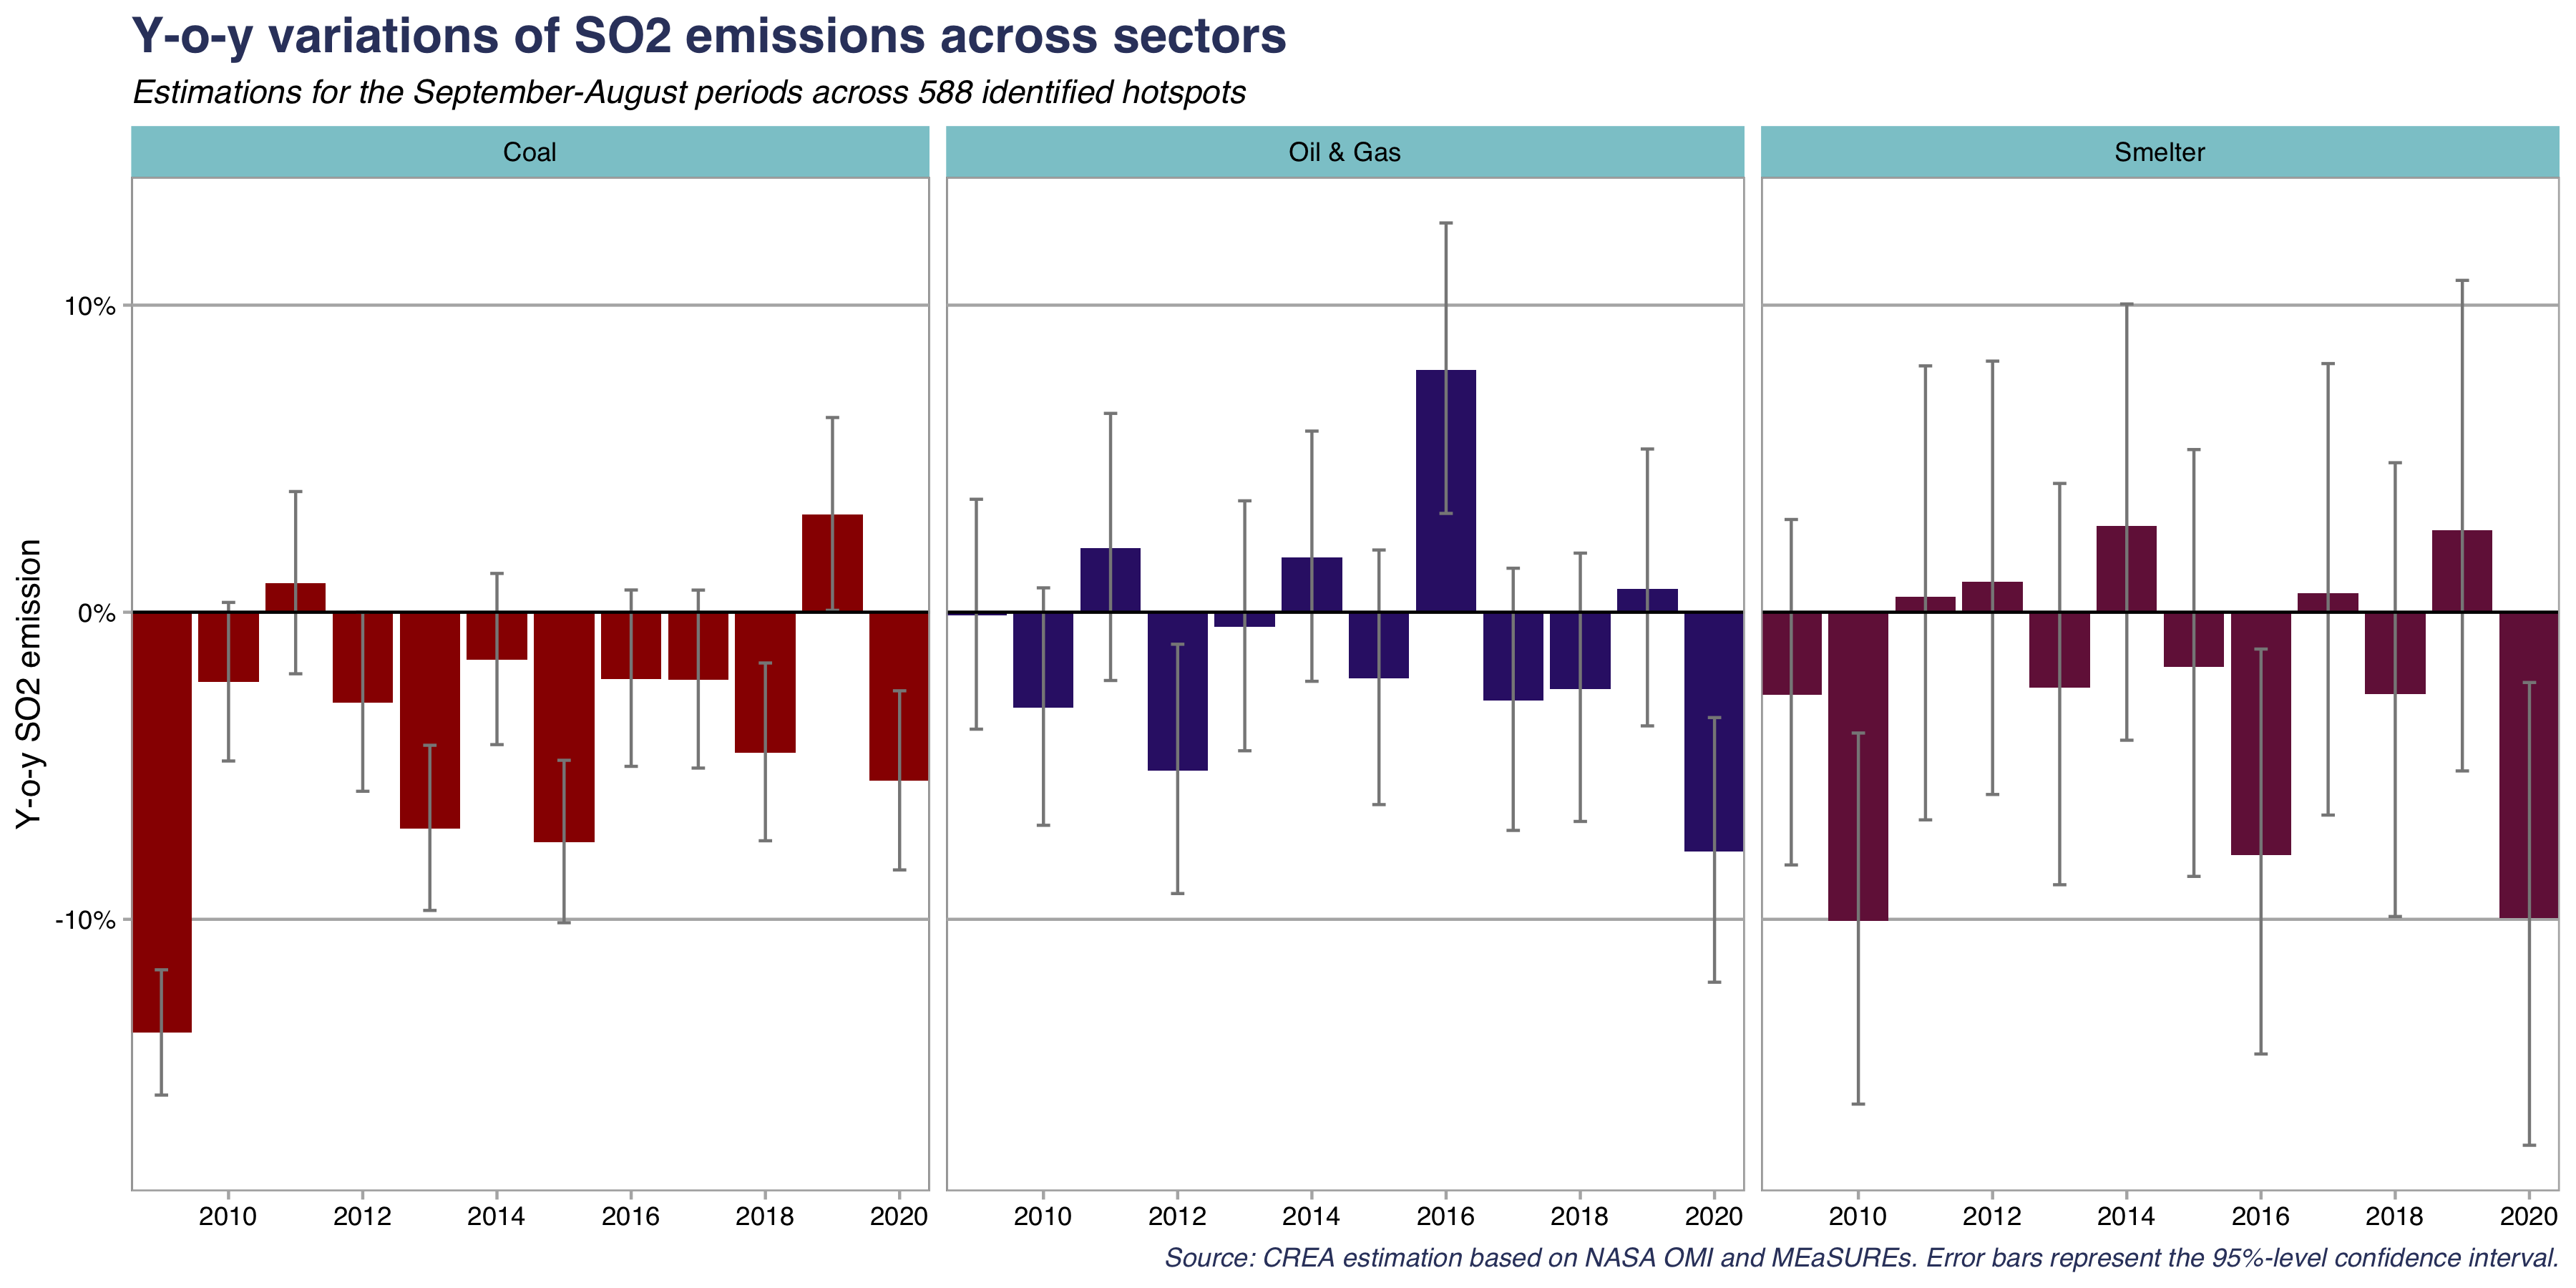 Y-o-y variations of SO2 emissions across sectors
Estimations for the September-August periods across 588 identified hotspots
Coal
Oil & Gas
Smelter
Y-o-y SO2 emission
10%
0%
-10%
2010 2012 2014 2016 2018 2020
2010 2012 2014 2016 2018 2020
2010 2012 2014 2016 2018 2020
Source: CREA estimation based on NASA OMI and MEaSUREs. Error bars represent the 95%-level confidence interval.